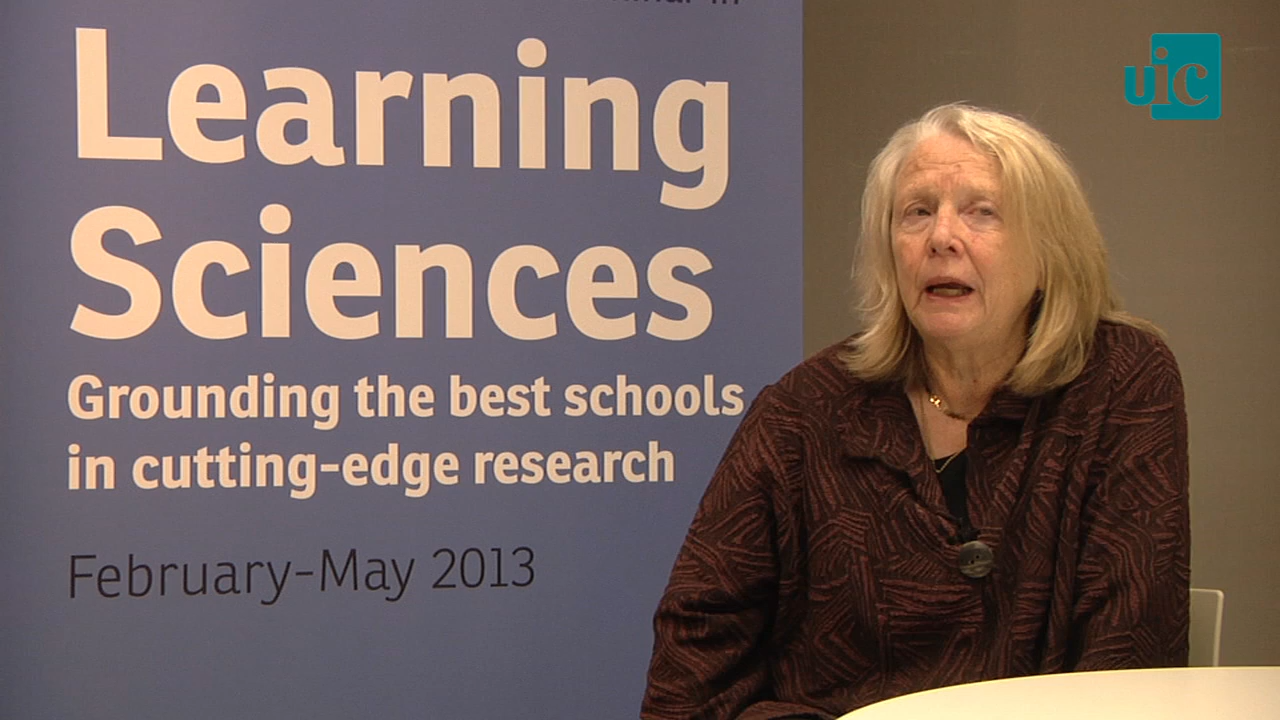 uic
Learning
Sciences
Grounding the best schools
in cutting-edge research
February-May 2013